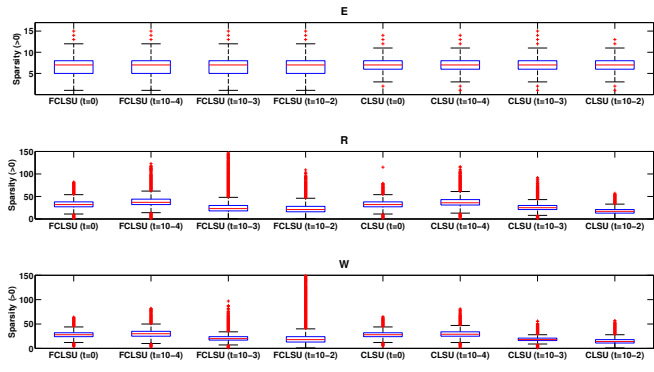 E
Sparsity (>0)
15
10
5
FCLSU (t=0) FCLSU (t=10−4) FCLSU (t=10−3) FCLSU (t=10−2) CLSU (t=0) CLSU (t=10−4) CLSU (t=10−3) CLSU (t=10−2)
R
Sparsity (>0)
150
100
50
0
FCLSU (t=0) FCLSU (t=10−4) FCLSU (t=10−3) FCLSU (t=10−2) CLSU (t=0) CLSU (t=10−4) CLSU (t=10−3) CLSU (t=10−2)
W
Sparsity (>0)
150
100
50
0
FCLSU (t=0) FCLSU (t=10−4) FCLSU (t=10−3) FCLSU (t=10−2) CLSU (t=0) CLSU (t=10−4) CLSU (t=10−3) CLSU (t=10−2)